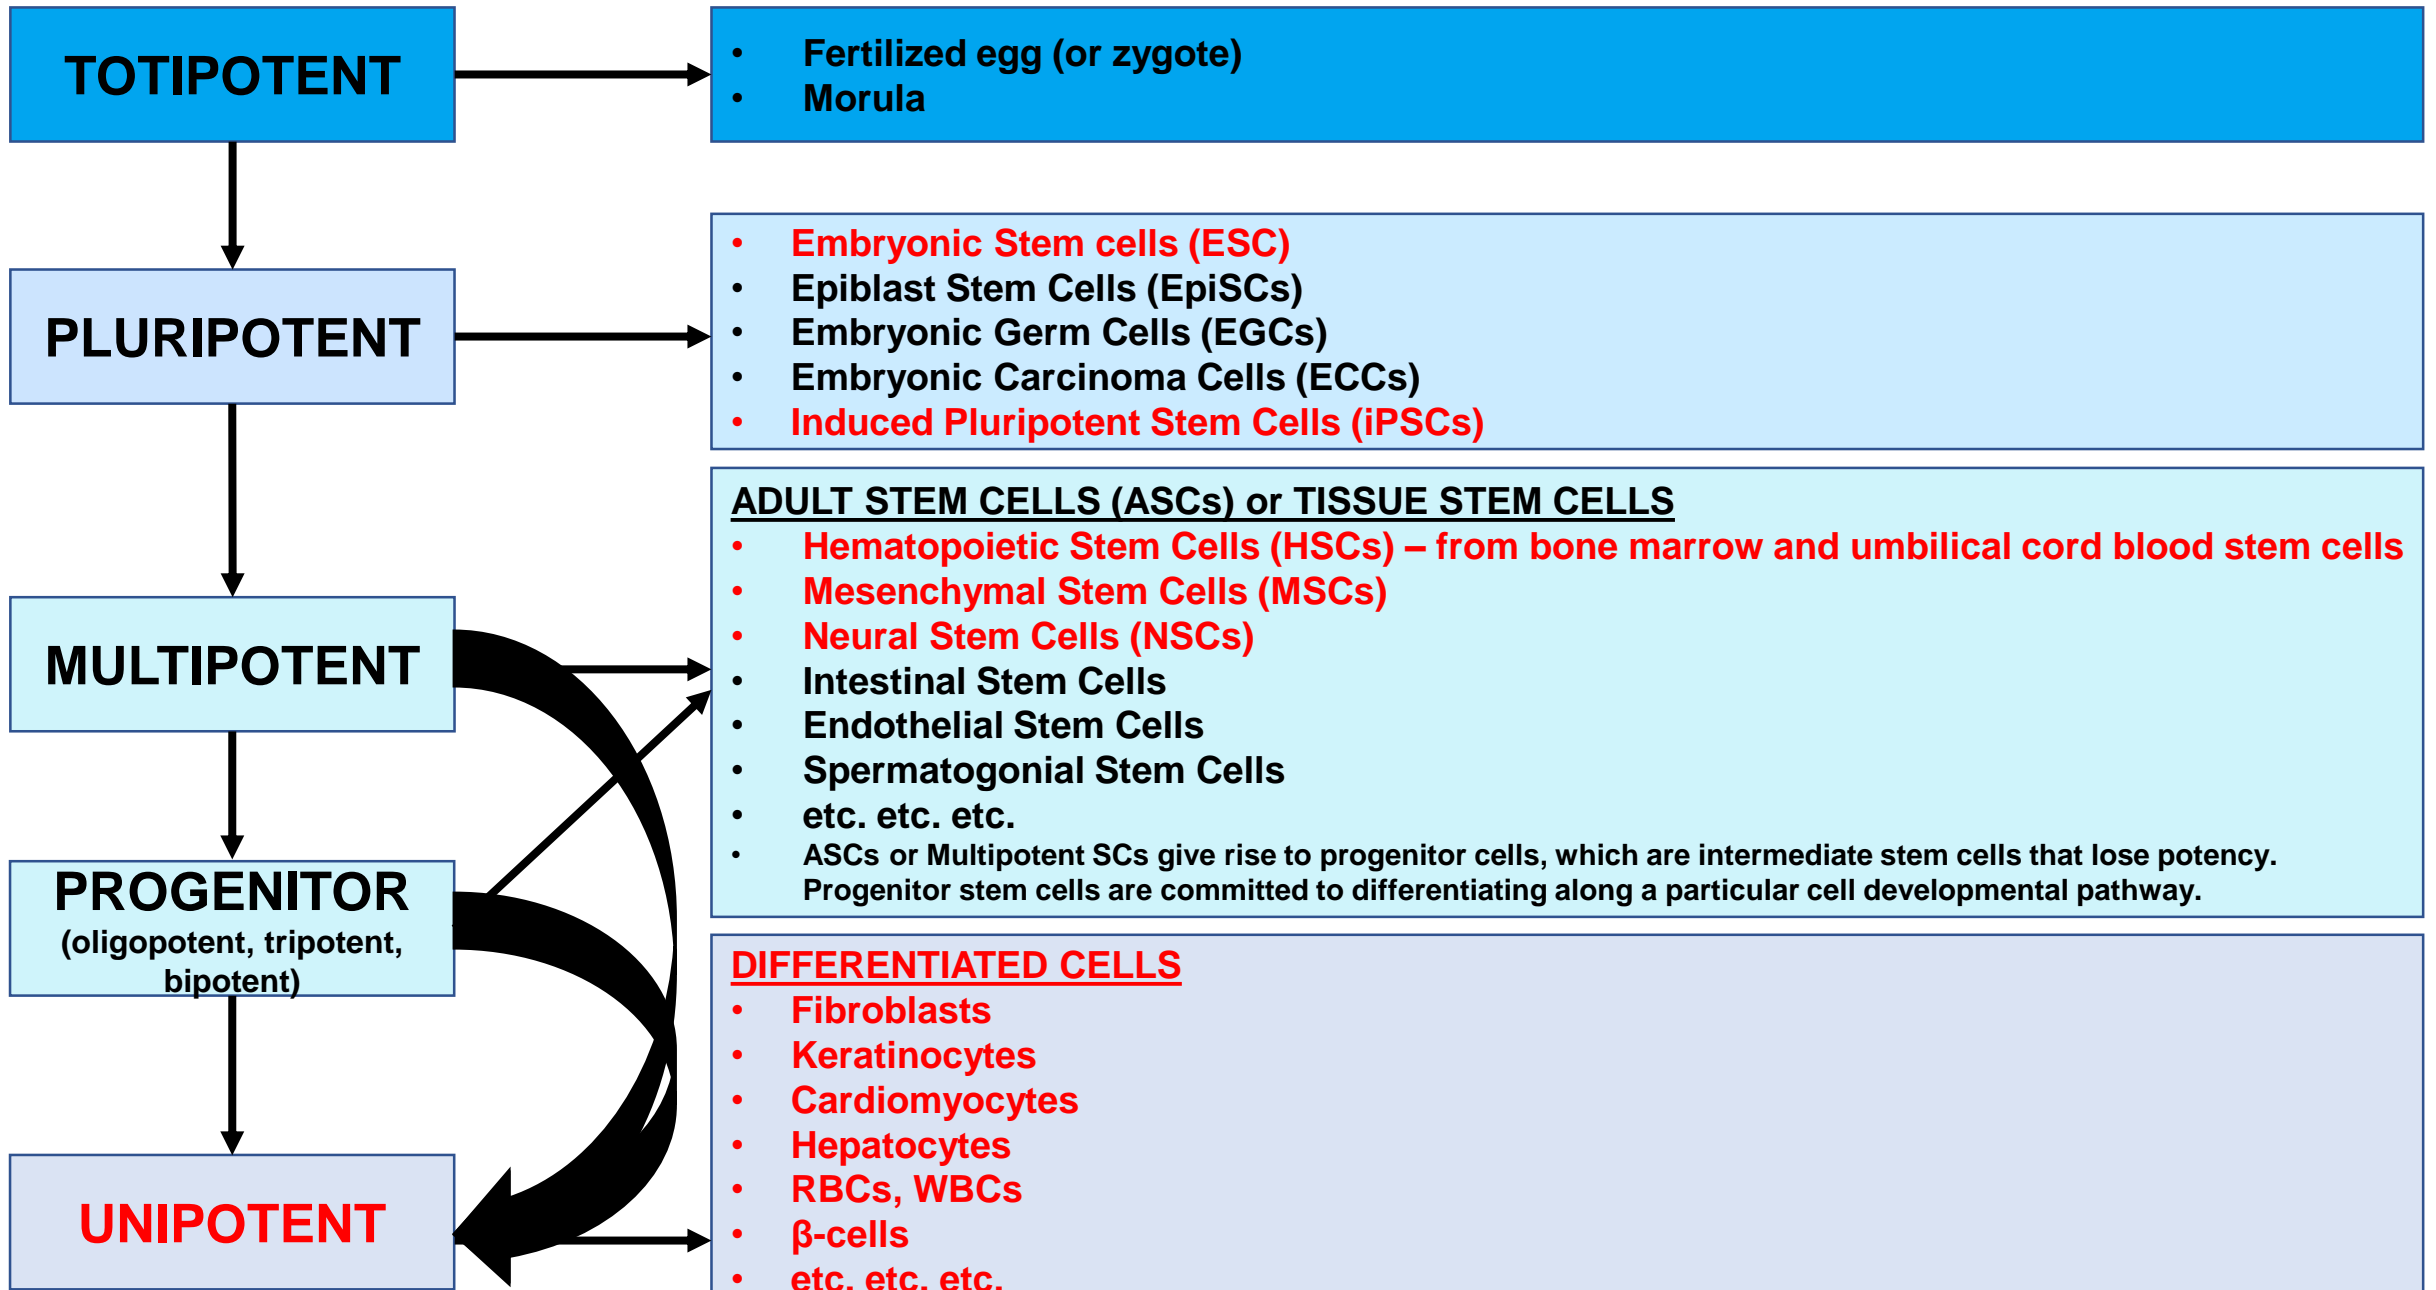 TOTIPOTENT
• Fertilized egg (or zygote)
• Morula
PLURIPOTENT
• Embryonic Stem cells (ESC)
• Epiblast Stem Cells (EpiSCs)
• Embryonic Germ Cells (EGCs)
• Embryonic Carcinoma Cells (ECCs)
• Induced Pluripotent Stem Cells (iPSCs)
MULTIPOTENT
ADULT STEM CELLS (ASCs) or TISSUE STEM CELLS
• Hematopoietic Stem Cells (HSCs) – from bone marrow and umbilical cord blood stem cells
• Mesenchymal Stem Cells (MSCs)
• Neural Stem Cells (NSCs)
• Intestinal Stem Cells
• Endothelial Stem Cells
• Spermatogonial Stem Cells
• etc. etc. etc.
• ASCs or Multipotent SCs give rise to progenitor cells, which are intermediate stem cells that lose potency.
Progenitor stem cells are committed to differentiating along a particular cell developmental pathway.
PROGENITOR
(oligopotent, tripotent,
bipotent)
UNIPOTENT
DIFFERENTIATED CELLS
• Fibroblasts
• Keratinocytes
• Cardiomyocytes
• Hepatocytes
• RBCs, WBCs
• β-cells
• etc. etc. etc.